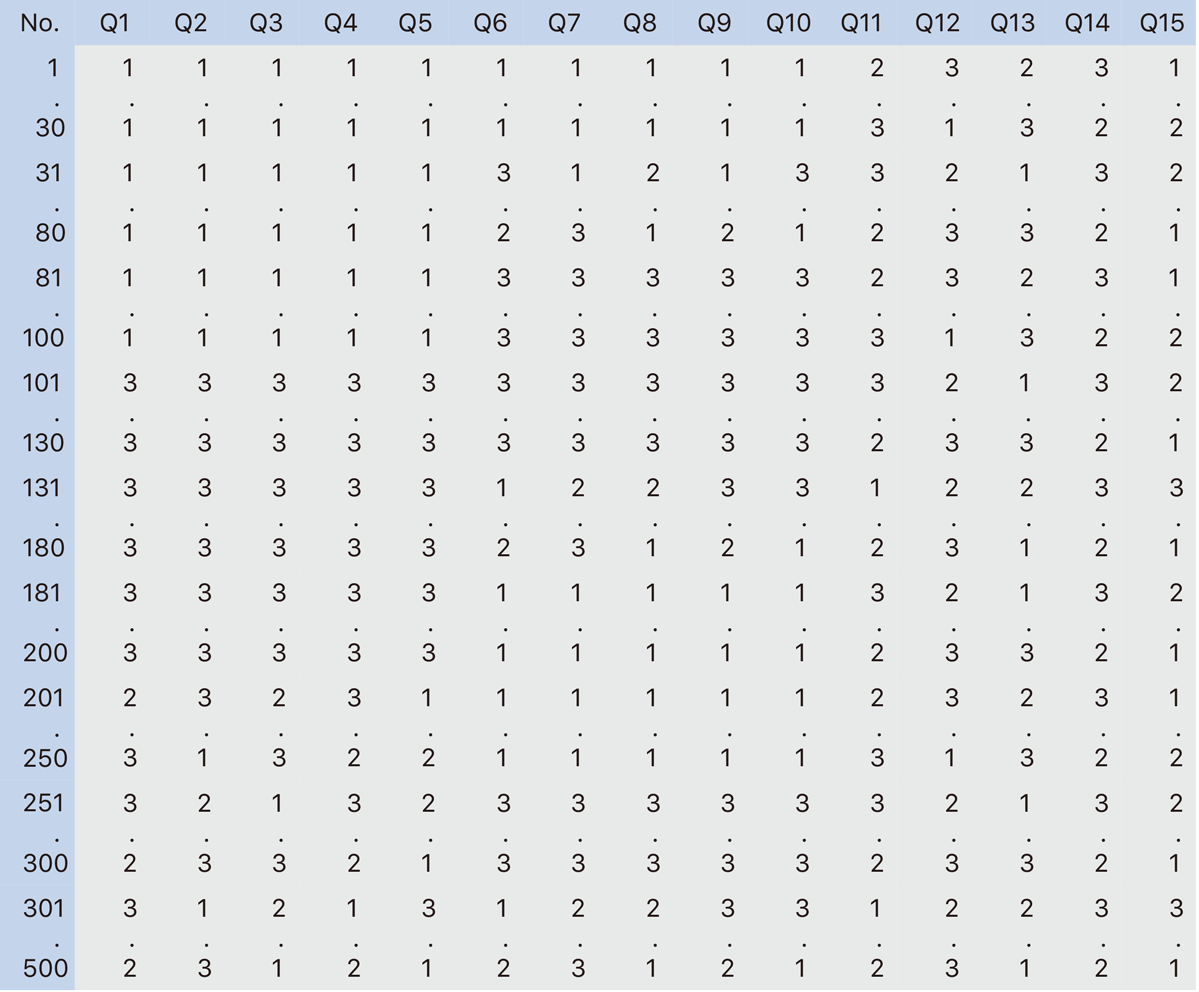 No. Q1 Q2 Q3 Q4 Q5 Q6 Q7 Q8 Q9 Q10 Q11 Q12 Q13 Q14 Q15
1 1 1 1 1 1 1 1 1 1 1 2 3 2 3 1
. . . . . . . . . . . . . . . .
30 1 1 1 1 1 1 1 1 1 1 3 1 3 2 2
31 1 1 1 1 1 3 1 2 1 3 3 2 1 3 2
. . . . . . . . . . . . . . . .
80 1 1 1 1 1 2 3 1 2 1 2 3 3 2 1
81 1 1 1 1 1 3 3 3 3 3 2 3 2 3 1
. . . . . . . . . . . . . . . .
100 1 1 1 1 1 3 3 3 3 3 3 1 3 2 2
101 3 3 3 3 3 3 3 3 3 3 3 2 1 3 2
. . . . . . . . . . . . . . . .
130 3 3 3 3 3 3 3 3 3 3 2 3 3 2 1
131 3 3 3 3 3 1 2 2 3 3 1 2 2 3 3
. . . . . . . . . . . . . . . .
180 3 3 3 3 3 2 3 1 2 1 2 3 1 2 1
181 3 3 3 3 3 1 1 1 1 1 3 2 1 3 2
. . . . . . . . . . . . . . . .
200 3 3 3 3 3 1 1 1 1 1 2 3 3 2 1
201 2 3 2 3 1 1 1 1 1 1 2 3 2 3 1
. . . . . . . . . . . . . . . .
250 3 1 3 2 2 1 1 1 1 1 3 1 3 2 2
251 3 2 1 3 2 3 3 3 3 3 3 2 1 3 2
. . . . . . . . . . . . . . . .
300 2 3 3 2 1 3 3 3 3 3 2 3 3 2 1
301 3 1 2 1 3 1 2 2 3 3 1 2 2 3 3
. . . . . . . . . . . . . . . .
500 2 3 1 2 1 2 3 1 2 1 2 3 1 2 1